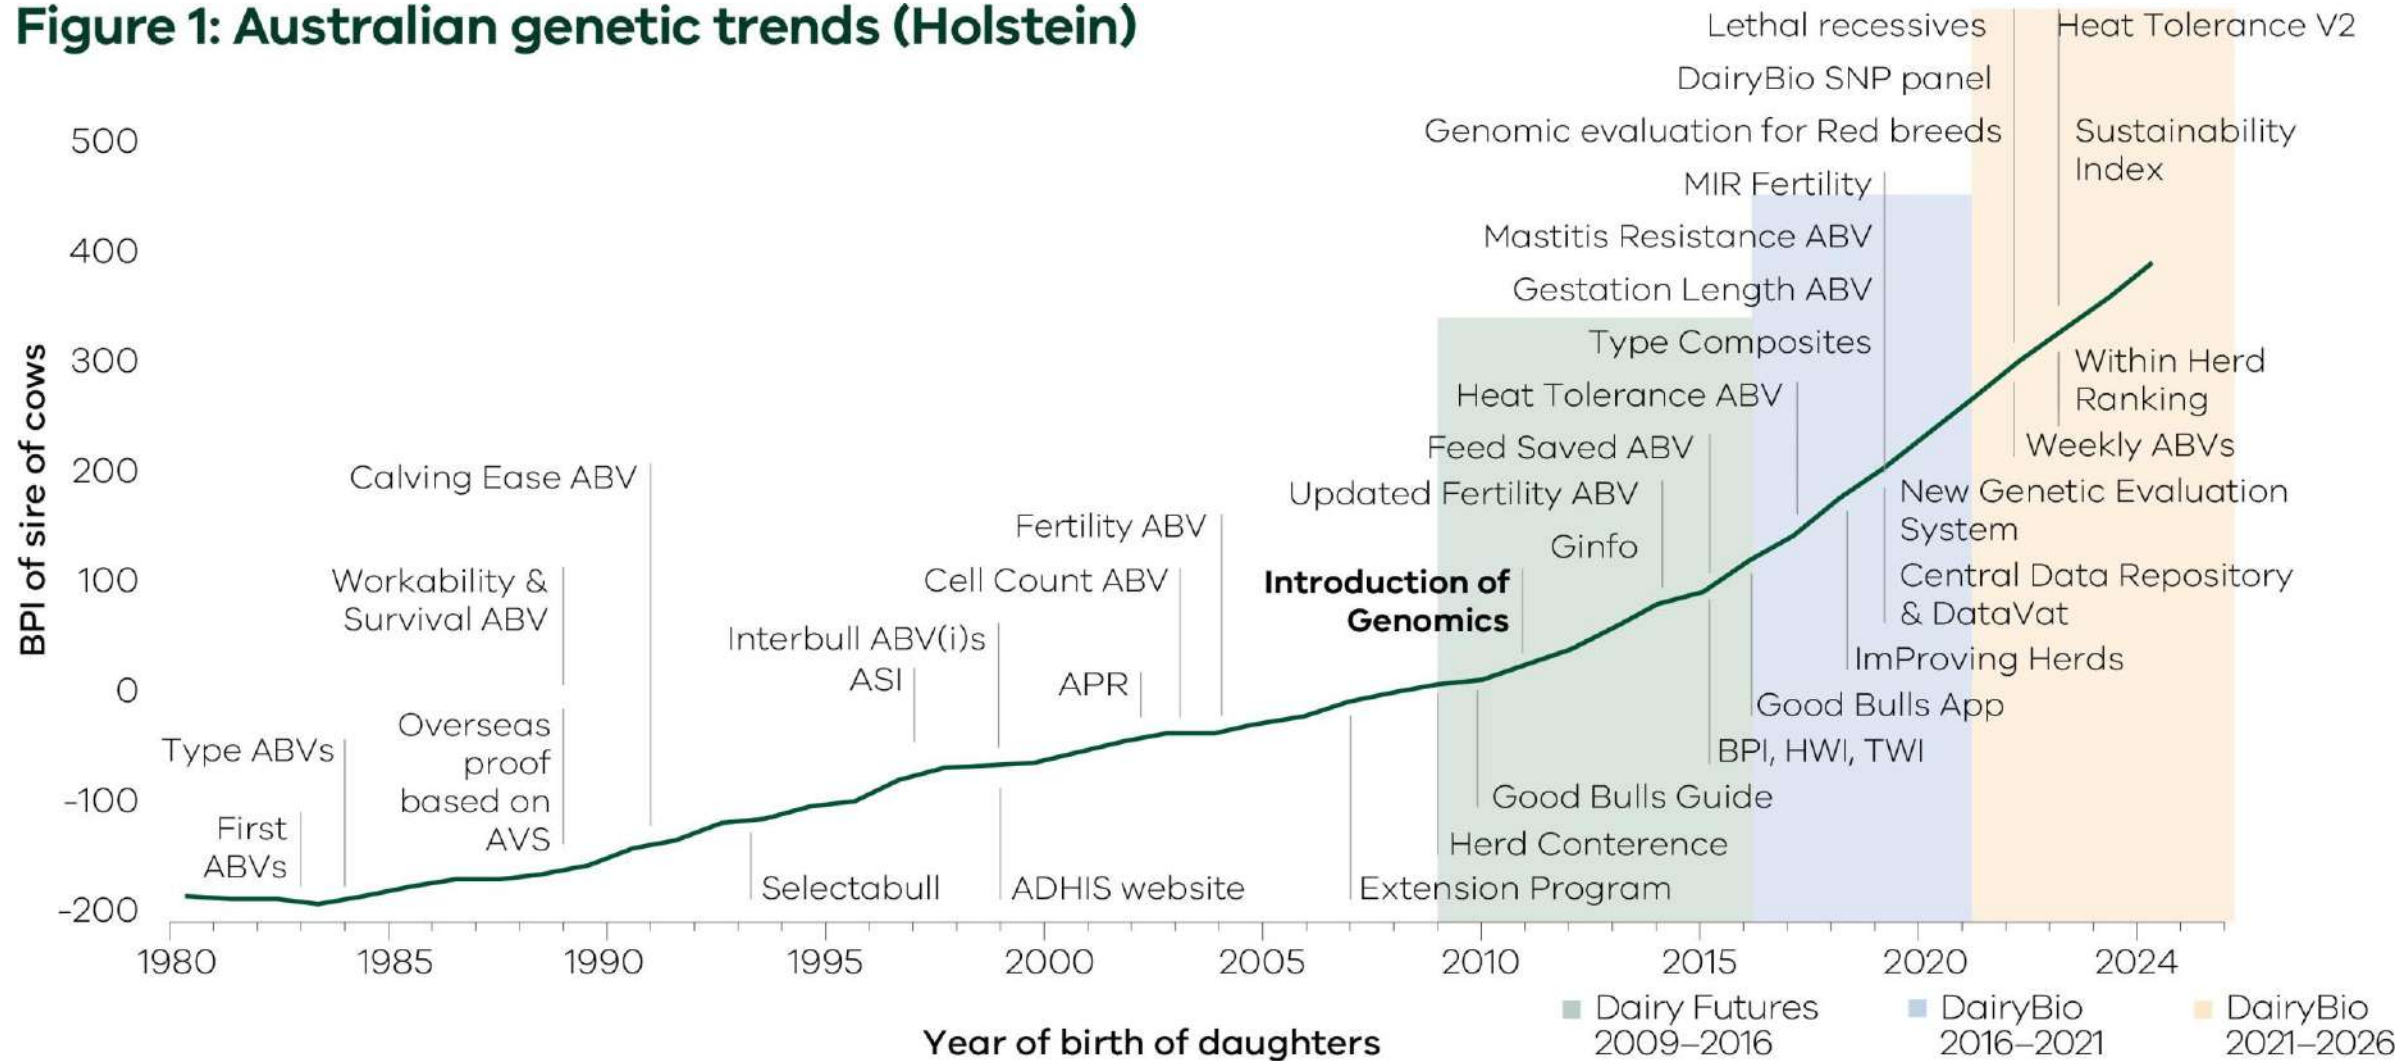 Figure 1: Australian genetic trends (Holstein)
Lethal recessives
Heat Tolerance V2
DairyBio SNP panel
Genomic evaluation for Red breeds
Sustainability
Index
MIR Fertility
Mastitis Resistance ABV
Gestation Length ABV
Type Composites
Heat Tolerance ABV
Feed Saved ABV
Updated Fertility ABV
Ginfo
Introduction of
Genomics
Within Herd
Ranking
Weekly ABVs
New Genetic Evaluation
System
Central Data Repository
& DataVat
ImProving Herds
Good Bulls App
BPI, HWI, TWI
Good Bulls Guide
Herd Conference
Extension Program
Calving Ease ABV
Workability &
Survival ABV
Overseas
proof
based on
AVS
Type ABVs
First
ABVs
Fertility ABV
Cell Count ABV
Interbull ABV(i)s
ASI
APR
Selectabull
ADHIS website
BPI of sire of cows
500
400
300
200
100
0
-100
-200
1980
1985
1990
1995
2000
2005
2010
2015
2020
2024
Year of birth of daughters
Dairy Futures
2009–2016
DairyBio
2016–2021
DairyBio
2021–2026